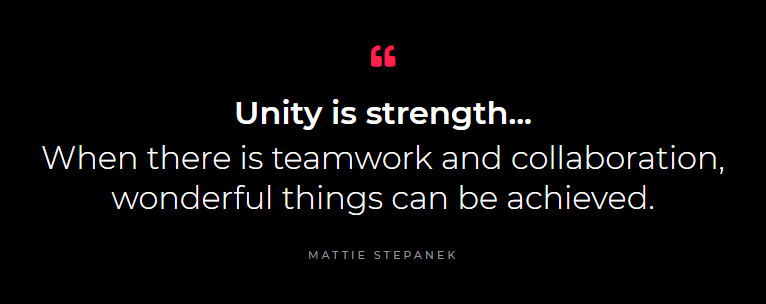 “
Unity is strength...
When there is teamwork and collaboration,
wonderful things can be achieved.
MATTIE STEPANEK